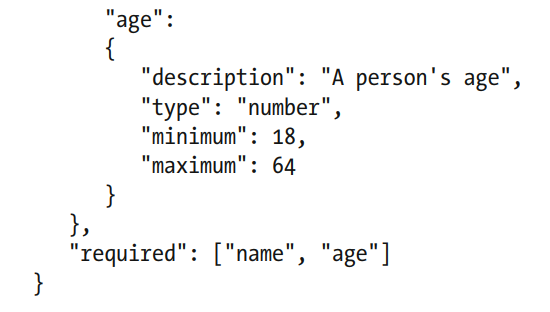 "age":
{
"description": "A person's age",
"type": "number",
"minimum": 18,
"maximum": 64
}
},
"required": ["name", "age"]
}